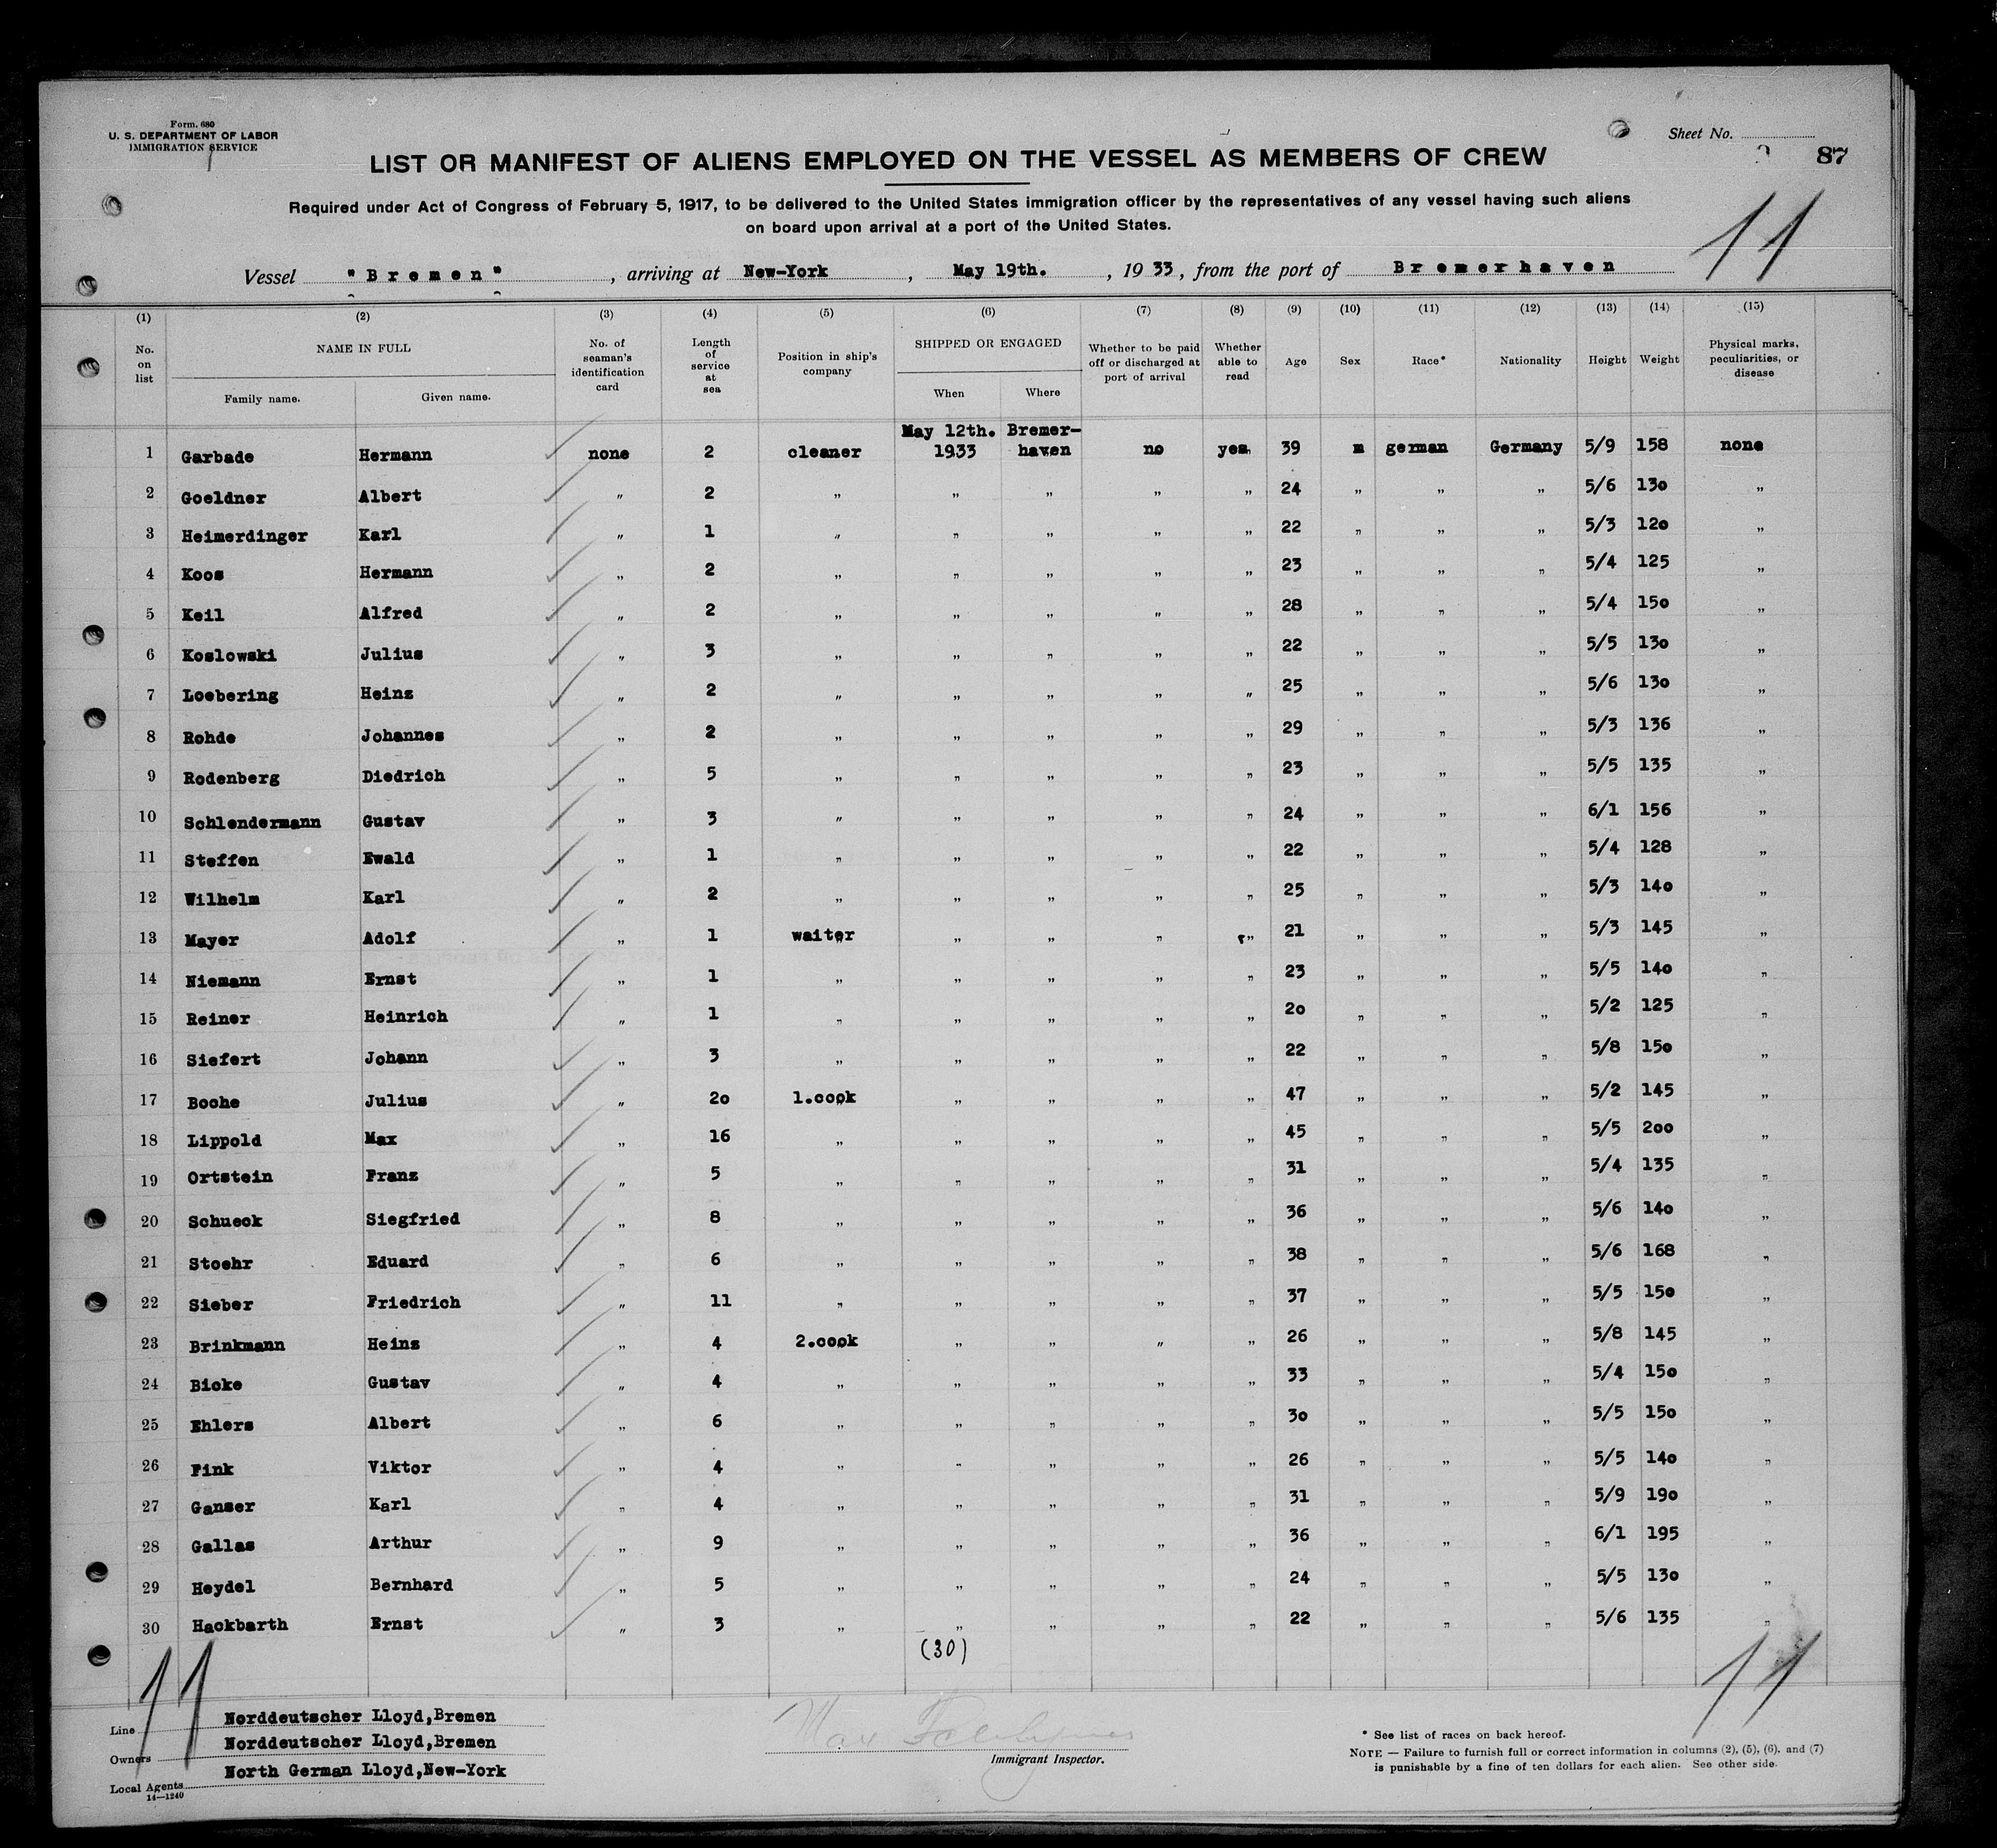 Form. 680
U. S. DEPARTMENT OF LABOR
IMMIGRATION SERVICE
Sheet No.
87
LIST OR MANIFEST OF ALIENS EMPLOYED ON THE VESSEL AS MEMBERS OF CREW
Required under Act of Congress of February 5, 1917, to be delivered to the United States immigration officer by the representatives of any vessel having such aliens
on board upon arrival at a port of the United States.
11
Vessel "Bremen", arriving at New-York, May 19th., 1933, from the port of Bremerhaven
(1) (2) (3) (4) (5) (6) (7) (8) (9) (10) (11) (12) (13) (14) (15)
No. on list NAME IN FULL Family name. Given name. No. of seaman's identification card Length of service at sea Position in ship's company SHIPPED OR ENGAGED When Where Whether to be paid off or discharged at port of arrival Whether able to read Age Sex Race* Nationality Height Weight Physical marks, peculiarities, or disease
1 Garbade Hermann none 2 cleaner May 12th. 1933 Bremer-haven no yes 39 m german Germany 5/9 158 none
2 Goeldner Albert " 2 " " " " " 24 " " " 5/6 130 "
3 Heimerdinger Karl " 1 " " " " " 22 " " " 5/3 120 "
4 Koos Hermann " 2 " " " " " 23 " " " 5/4 125 "
5 Keil Alfred " 2 " " " " " 28 " " " 5/4 150 "
6 Koslowski Julius " 3 " " " " " 22 " " " 5/5 130 "
7 Loebering Heinz " 2 " " " " " 25 " " " 5/6 130 "
8 Rohde Johannes " 2 " " " " " 29 " " " 5/3 136 "
9 Rodenberg Diedrich " 5 " " " " " 23 " " " 5/5 135 "
10 Schlendermann Gustav " 3 " " " " " 24 " " " 6/1 156 "
11 Steffen Ewald " 1 " " " " " 22 " " " 5/4 128 "
12 Wilhelm Karl " 2 " " " " " 25 " " " 5/3 140 "
13 Mayer Adolf " 1 waiter " " " " 21 " " " 5/3 145 "
14 Niemann Ernst " 1 " " " " " 23 " " " 5/5 140 "
15 Reiner Heinrich " 1 " " " " " 20 " " " 5/2 125 "
16 Siefert Johann " 3 " " " " " 22 " " " 5/8 150 "
17 Boche Julius " 20 1.cook " " " " 47 " " " 5/2 145 "
18 Lippold Max " 16 " " " " " 45 " " " 5/5 200 "
19 Ortstein Franz " 5 " " " " " 31 " " " 5/4 135 "
20 Schueck Siegfried " 8 " " " " " 36 " " " 5/6 140 "
21 Stoehr Eduard " 6 " " " " " 38 " " " 5/6 168 "
22 Sieber Friedrich " 11 " " " " " 37 " " " 5/5 150 "
23 Brinkmann Heinz " 4 2.cook " " " " 26 " " " 5/8 145 "
24 Bicke Gustav " 4 " " " " " 33 " " " 5/4 150 "
25 Ehlers Albert " 6 " " " " " 30 " " " 5/5 150 "
26 Fink Viktor " 4 " " " " " 26 " " " 5/5 140 "
27 Ganser Karl " 4 " " " " " 31 " " " 5/9 190 "
28 Gallas Arthur " 9 " " " " " 36 " " " 6/1 195 "
29 Heydel Bernhard " 5 " " " " " 24 " " " 5/5 130 "
30 Hackbarth Ernst " 3 " " " " " 22 " " " 5/6 135 "
(30)
11 11
Line Norddeutscher Lloyd,Bremen
Owners Norddeutscher Lloyd,Bremen
Local Agents North German Lloyd,New-York
14—1240
Max
Immigrant Inspector.
* See list of races on back hereof.
NOTE — Failure to furnish full or correct information in columns (2), (5), (6), and (7)
is punishable by a fine of ten dollars for each alien. See other side.